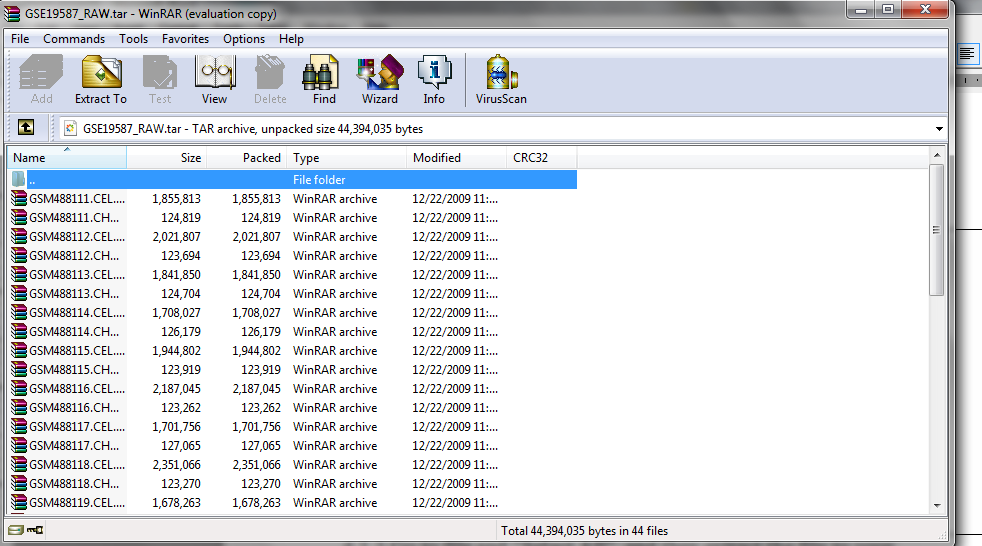 GSE19587_RAW.tar - WinRAR (evaluation copy)
File Commands Tools Favorites Options Help
Add Extract To Test View Delete Find Wizard Info VirusScan
GSE19587_RAW.tar - TAR archive, unpacked size 44,394,035 bytes
Name Size Packed Type Modified CRC32
.. File folder
GSM488111.CEL.... 1,855,813 1,855,813 WinRAR archive 12/22/2009 11:...
GSM488111.CH... 124,819 124,819 WinRAR archive 12/22/2009 11:...
GSM488112.CEL.... 2,021,807 2,021,807 WinRAR archive 12/22/2009 11:...
GSM488112.CH... 123,694 123,694 WinRAR archive 12/22/2009 11:...
GSM488113.CEL.... 1,841,850 1,841,850 WinRAR archive 12/22/2009 11:...
GSM488113.CH... 124,704 124,704 WinRAR archive 12/22/2009 11:...
GSM488114.CEL.... 1,708,027 1,708,027 WinRAR archive 12/22/2009 11:...
GSM488114.CH... 126,179 126,179 WinRAR archive 12/22/2009 11:...
GSM488115.CEL.... 1,944,802 1,944,802 WinRAR archive 12/22/2009 11:...
GSM488115.CH... 123,919 123,919 WinRAR archive 12/22/2009 11:...
GSM488116.CEL.... 2,187,045 2,187,045 WinRAR archive 12/22/2009 11:...
GSM488116.CH... 123,262 123,262 WinRAR archive 12/22/2009 11:...
GSM488117.CEL.... 1,701,756 1,701,756 WinRAR archive 12/22/2009 11:...
GSM488117.CH... 127,065 127,065 WinRAR archive 12/22/2009 11:...
GSM488118.CEL.... 2,351,066 2,351,066 WinRAR archive 12/22/2009 11:...
GSM488118.CH... 123,270 123,270 WinRAR archive 12/22/2009 11:...
GSM488119.CEL.... 1,678,263 1,678,263 WinRAR archive 12/22/2009 11:...
Total 44,394,035 bytes in 44 files